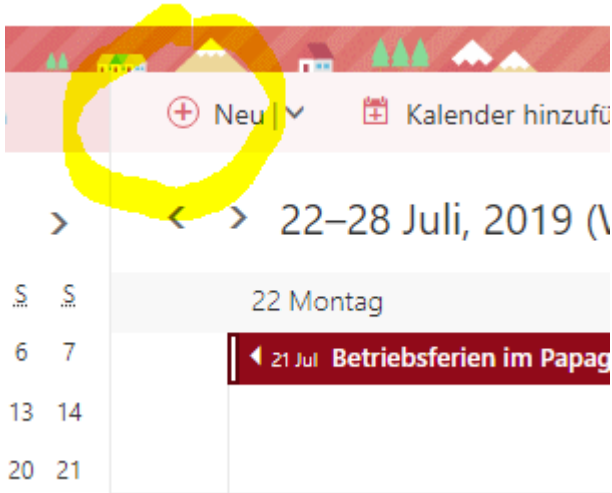 Neu
Kalender hinzufü
22–28 Juli, 2019 (
S S
22 Montag
6 7
21 Jul Betriebsferien im Papag
13 14
20 21